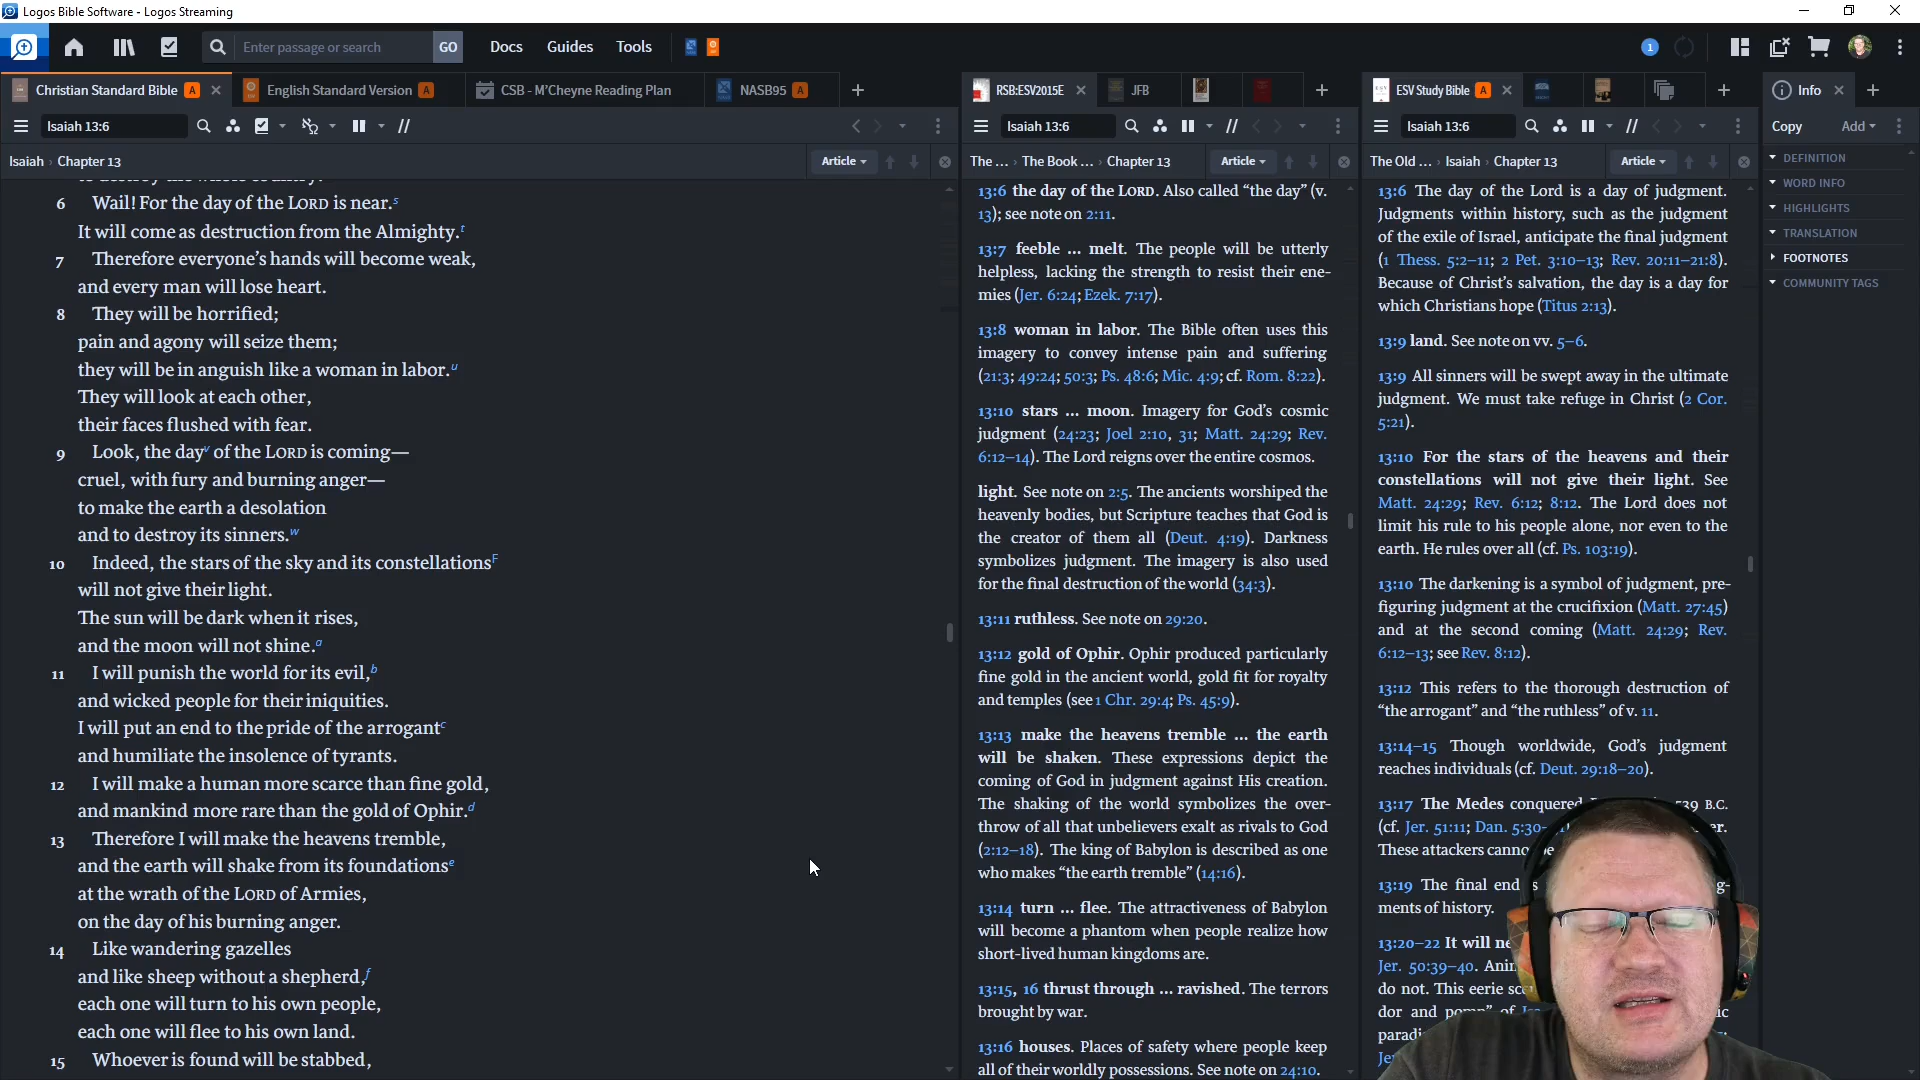 Logos Bible Software - Logos Streaming
Enter passage or search
GO
Docs
Guides
Tools
1
Christian Standard Bible A
English Standard Version A
CSB - M'Cheyne Reading Plan
NASB95 A
RSB:ESV2015E
JFB
ESV Study Bible A
Info
Isaiah 13:6
Isaiah 13:6
Isaiah 13:6
Copy
Add
Isaiah › Chapter 13
Article
The ... › The Book ... › Chapter 13
Article
The Old ... › Isaiah › Chapter 13
Article
DEFINITION
WORD INFO
HIGHLIGHTS
TRANSLATION
FOOTNOTES
COMMUNITY TAGS
to destroy the whole country.
6 Wail! For the day of the LORD is near.s
It will come as destruction from the Almighty.t
7 Therefore everyone’s hands will become weak,
and every man will lose heart.
8 They will be horrified;
pain and agony will seize them;
they will be in anguish like a woman in labor.u
They will look at each other,
their faces flushed with fear.
9 Look, the dayv of the LORD is coming—
cruel, with fury and burning anger—
to make the earth a desolation
and to destroy its sinners.w
10 Indeed, the stars of the sky and its constellationsF
will not give their light.
The sun will be dark when it rises,
and the moon will not shine.a
11 I will punish the world for its evil,b
and wicked people for their iniquities.
I will put an end to the pride of the arrogantc
and humiliate the insolence of tyrants.
12 I will make a human more scarce than fine gold,
and mankind more rare than the gold of Ophir.d
13 Therefore I will make the heavens tremble,
and the earth will shake from its foundationse
at the wrath of the LORD of Armies,
on the day of his burning anger.
14 Like wandering gazelles
and like sheep without a shepherd,f
each one will turn to his own people,
each one will flee to his own land.
15 Whoever is found will be stabbed,
13:6 the day of the LORD. Also called “the day” (v.
13); see note on 2:11.
13:7 feeble ... melt. The people will be utterly
helpless, lacking the strength to resist their ene-
mies (Jer. 6:24; Ezek. 7:17).
13:8 woman in labor. The Bible often uses this
imagery to convey intense pain and suffering
(21:3; 49:24; 50:3; Ps. 48:6; Mic. 4:9; cf. Rom. 8:22).
13:10 stars ... moon. Imagery for God’s cosmic
judgment (24:23; Joel 2:10, 31; Matt. 24:29; Rev.
6:12–14). The Lord reigns over the entire cosmos.
light. See note on 2:5. The ancients worshiped the
heavenly bodies, but Scripture teaches that God is
the creator of them all (Deut. 4:19). Darkness
symbolizes judgment. The imagery is also used
for the final destruction of the world (34:3).
13:11 ruthless. See note on 29:20.
13:12 gold of Ophir. Ophir produced particularly
fine gold in the ancient world, gold fit for royalty
and temples (see 1 Chr. 29:4; Ps. 45:9).
13:13 make the heavens tremble ... the earth
will be shaken. These expressions depict the
coming of God in judgment against His creation.
The shaking of the world symbolizes the over-
throw of all that unbelievers exalt as rivals to God
(2:12–18). The king of Babylon is described as one
who makes “the earth tremble” (14:16).
13:14 turn ... flee. The attractiveness of Babylon
will become a phantom when people realize how
short-lived human kingdoms are.
13:15, 16 thrust through ... ravished. The terrors
brought by war.
13:16 houses. Places of safety where people keep
all of their worldly possessions. See note on 24:10.
13:6 The day of the Lord is a day of judgment.
Judgments within history, such as the judgment
of the exile of Israel, anticipate the final judgment
(1 Thess. 5:2–11; 2 Pet. 3:10–13; Rev. 20:11–21:8).
Because of Christ’s salvation, the day is a day for
which Christians hope (Titus 2:13).
13:9 land. See note on vv. 5–6.
13:9 All sinners will be swept away in the ultimate
judgment. We must take refuge in Christ (2 Cor.
5:21).
13:10 For the stars of the heavens and their
constellations will not give their light. See
Matt. 24:29; Rev. 6:12; 8:12. The Lord does not
limit his rule to his people alone, nor even to the
earth. He rules over all (cf. Ps. 103:19).
13:10 The darkening is a symbol of judgment, pre-
figuring judgment at the crucifixion (Matt. 27:45)
and at the second coming (Matt. 24:29; Rev.
6:12–13; see Rev. 8:12).
13:12 This refers to the thorough destruction of
“the arrogant” and “the ruthless” of v. 11.
13:14–15 Though worldwide, God’s judgment
reaches individuals (cf. Deut. 29:18–20).
13:17 The Medes conquered 539 B.C.
(cf. Jer. 51:11; Dan. 5:30–
These attackers canno
13:19 The final end
ments of history.
13:20–22 It will ne
Jer. 50:39–40.
do not. This eerie
dor and